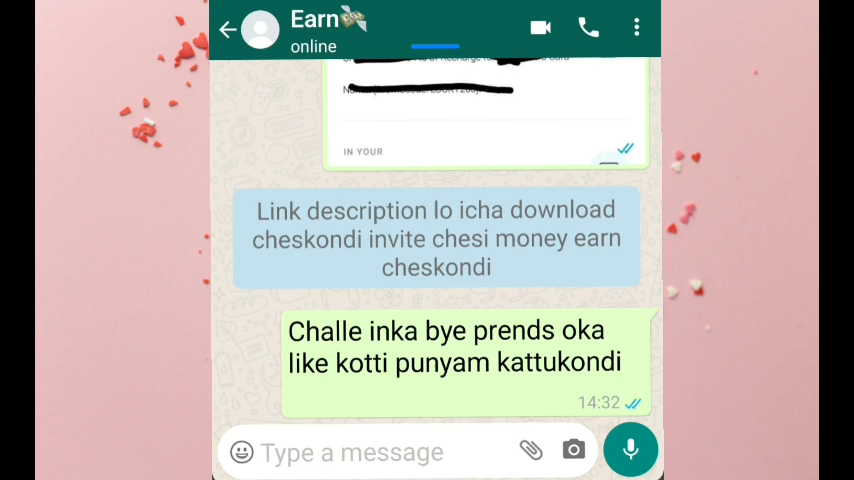 Earn💸
online
IN YOUR
Link description lo icha download
cheskondi invite chesi money earn
cheskondi
Challe inka bye prends oka
like kotti punyam kattukondi
14:32
Type a message